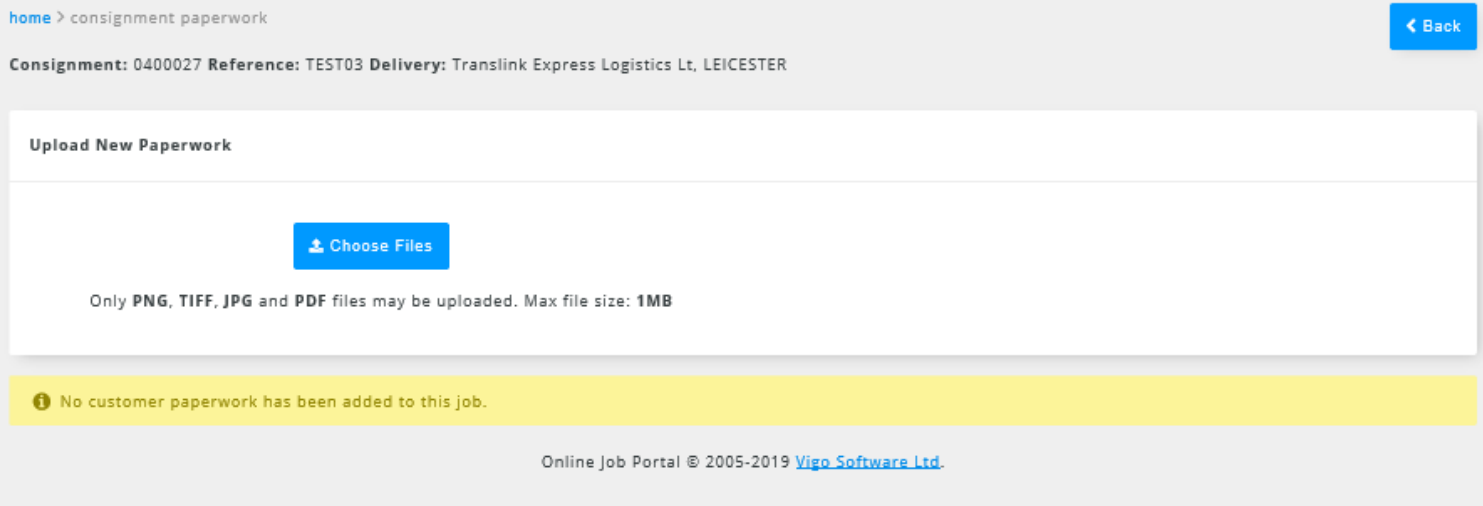 home > consignment paperwork
Back
Consignment: 0400027 Reference: TEST03 Delivery: Translink Express Logistics Lt, LEICESTER
Upload New Paperwork
Choose Files
Only PNG, TIFF, JPG and PDF files may be uploaded. Max file size: 1MB
No customer paperwork has been added to this job.
Online Job Portal © 2005-2019 Vigo Software Ltd.